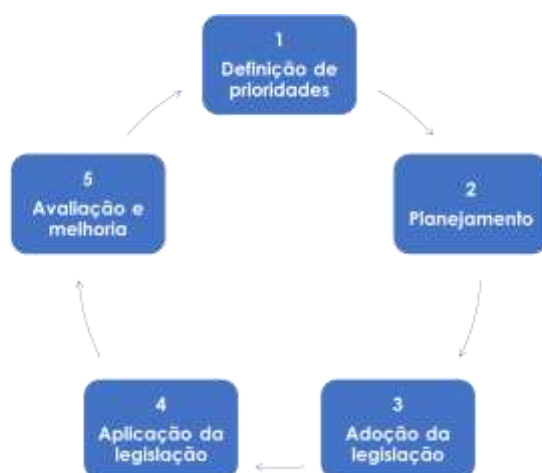 1
Definição de
prioridades
2
Planejamento
3
Adoção da
legislação
4
Aplicação da
legislação
5
Avaliação e
melhoria